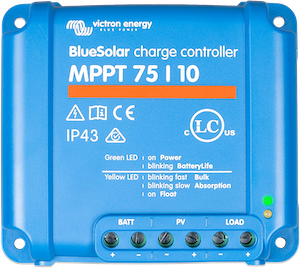 victron energy
BLUE POWER
BlueSolar charge controller
MPPT 75 | 10
IP43
c LC US
Green LED: on Power
blinking BatteryLife
Yellow LED: blinking fast Bulk
blinking slow Absorption
on Float
BATT PV LOAD
+ − − + + −